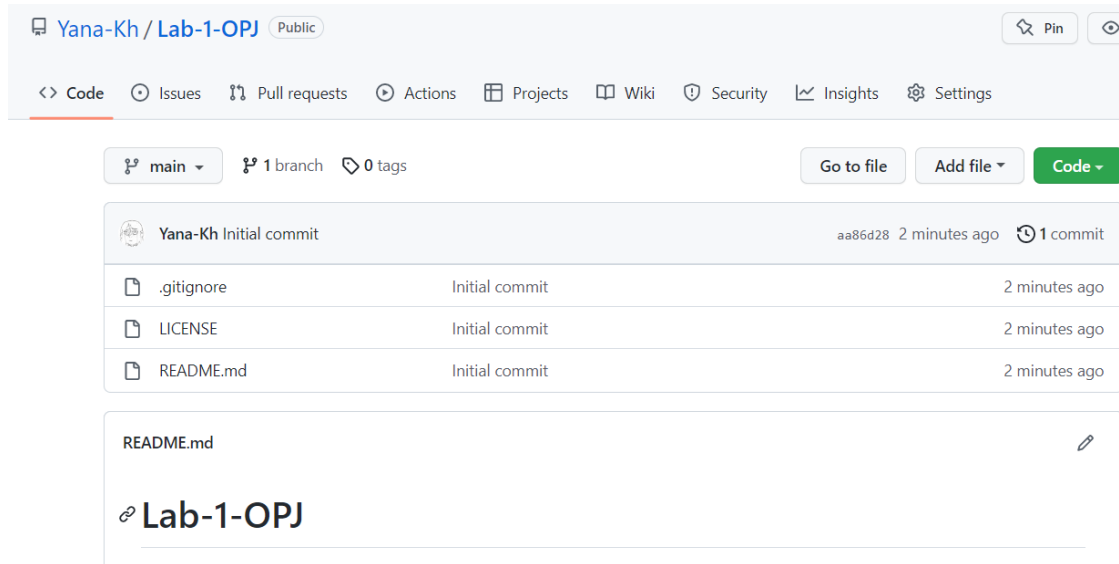 Yana-Kh / Lab-1-OPJ Public Pin
Code Issues Pull requests Actions Projects Wiki Security Insights Settings
main 1 branch 0 tags Go to file Add file Code
Yana-Kh Initial commit aa86d28 2 minutes ago 1 commit
.gitignore Initial commit 2 minutes ago
LICENSE Initial commit 2 minutes ago
README.md Initial commit 2 minutes ago
README.md
Lab-1-OPJ